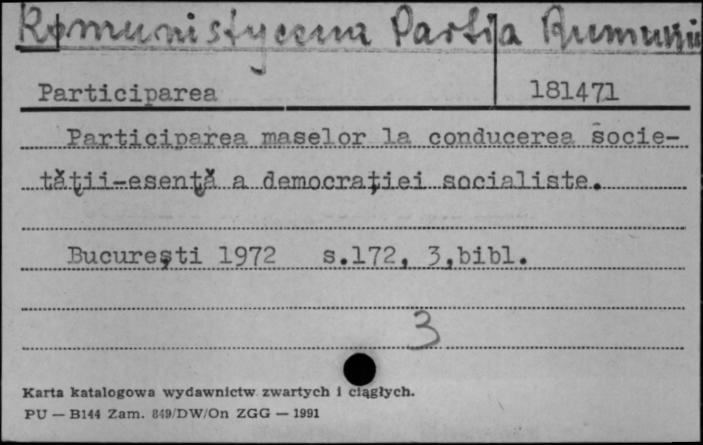 Komunistyczna Partia Rumunii
Participarea 181471
Participarea maselor la conducerea socie-
tății-esență a democrației socialiste.
București 1972 s.172, 3,bibl.
3
Karta katalogowa wydawnictw zwartych i ciągłych.
PU — B144 Zam. 849/DW/On ZGG — 1991